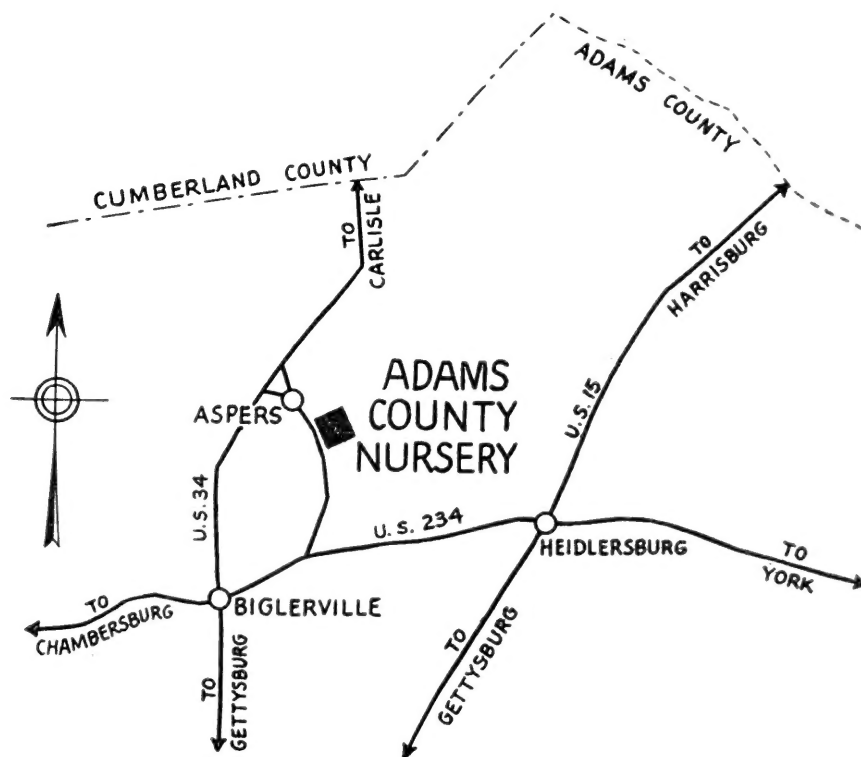 ADAMS COUNTY
CUMBERLAND COUNTY
TO
CARLISLE
TO
HARRISBURG
ADAMS
COUNTY
NURSERY
ASPERS
U.S. 15
U.S. 34
U.S. 234
HEIDLERSBURG
TO
YORK
BIGLERVILLE
TO
CHAMBERSBURG
TO
GETTYSBURG
TO
GETTYSBURG